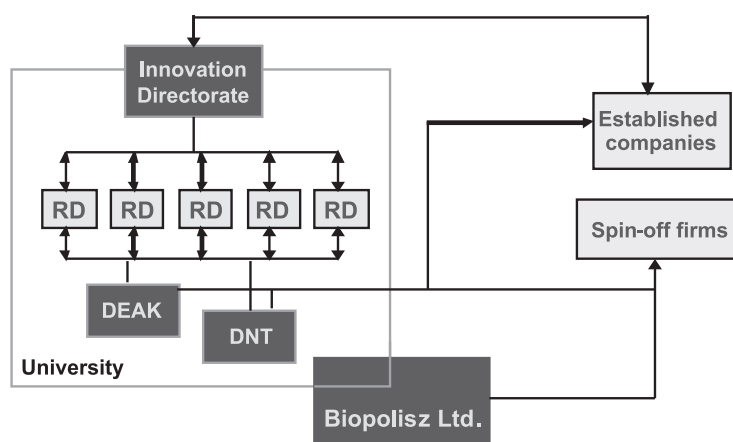 Innovation
Directorate
Established
companies
RD RD RD RD RD
Spin-off firms
DEAK
DNT
University
Biopolisz Ltd.